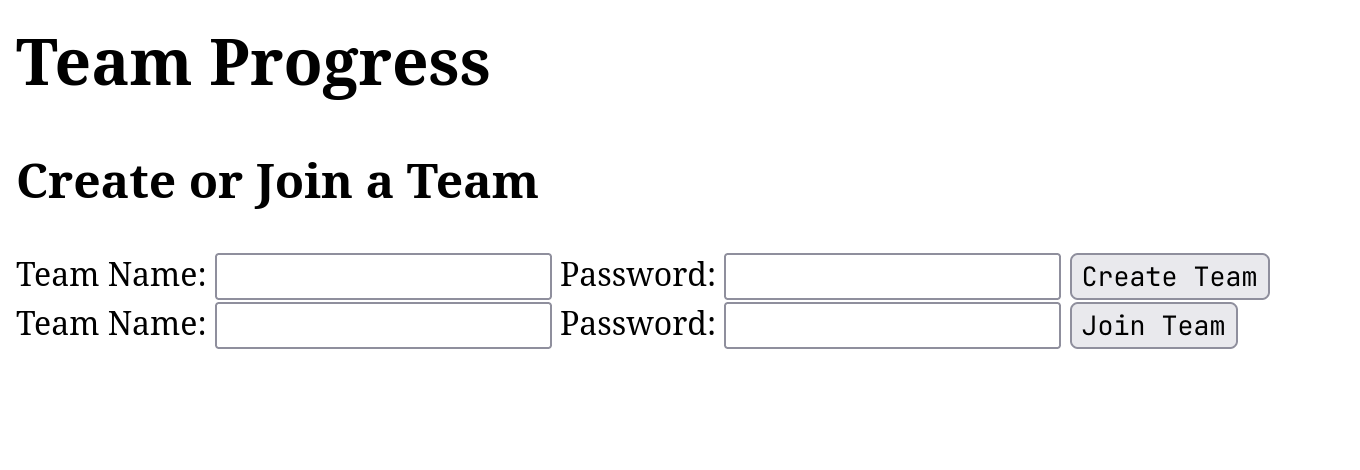 Team Progress
Create or Join a Team
Team Name: Password: Create Team
Team Name: Password: Join Team